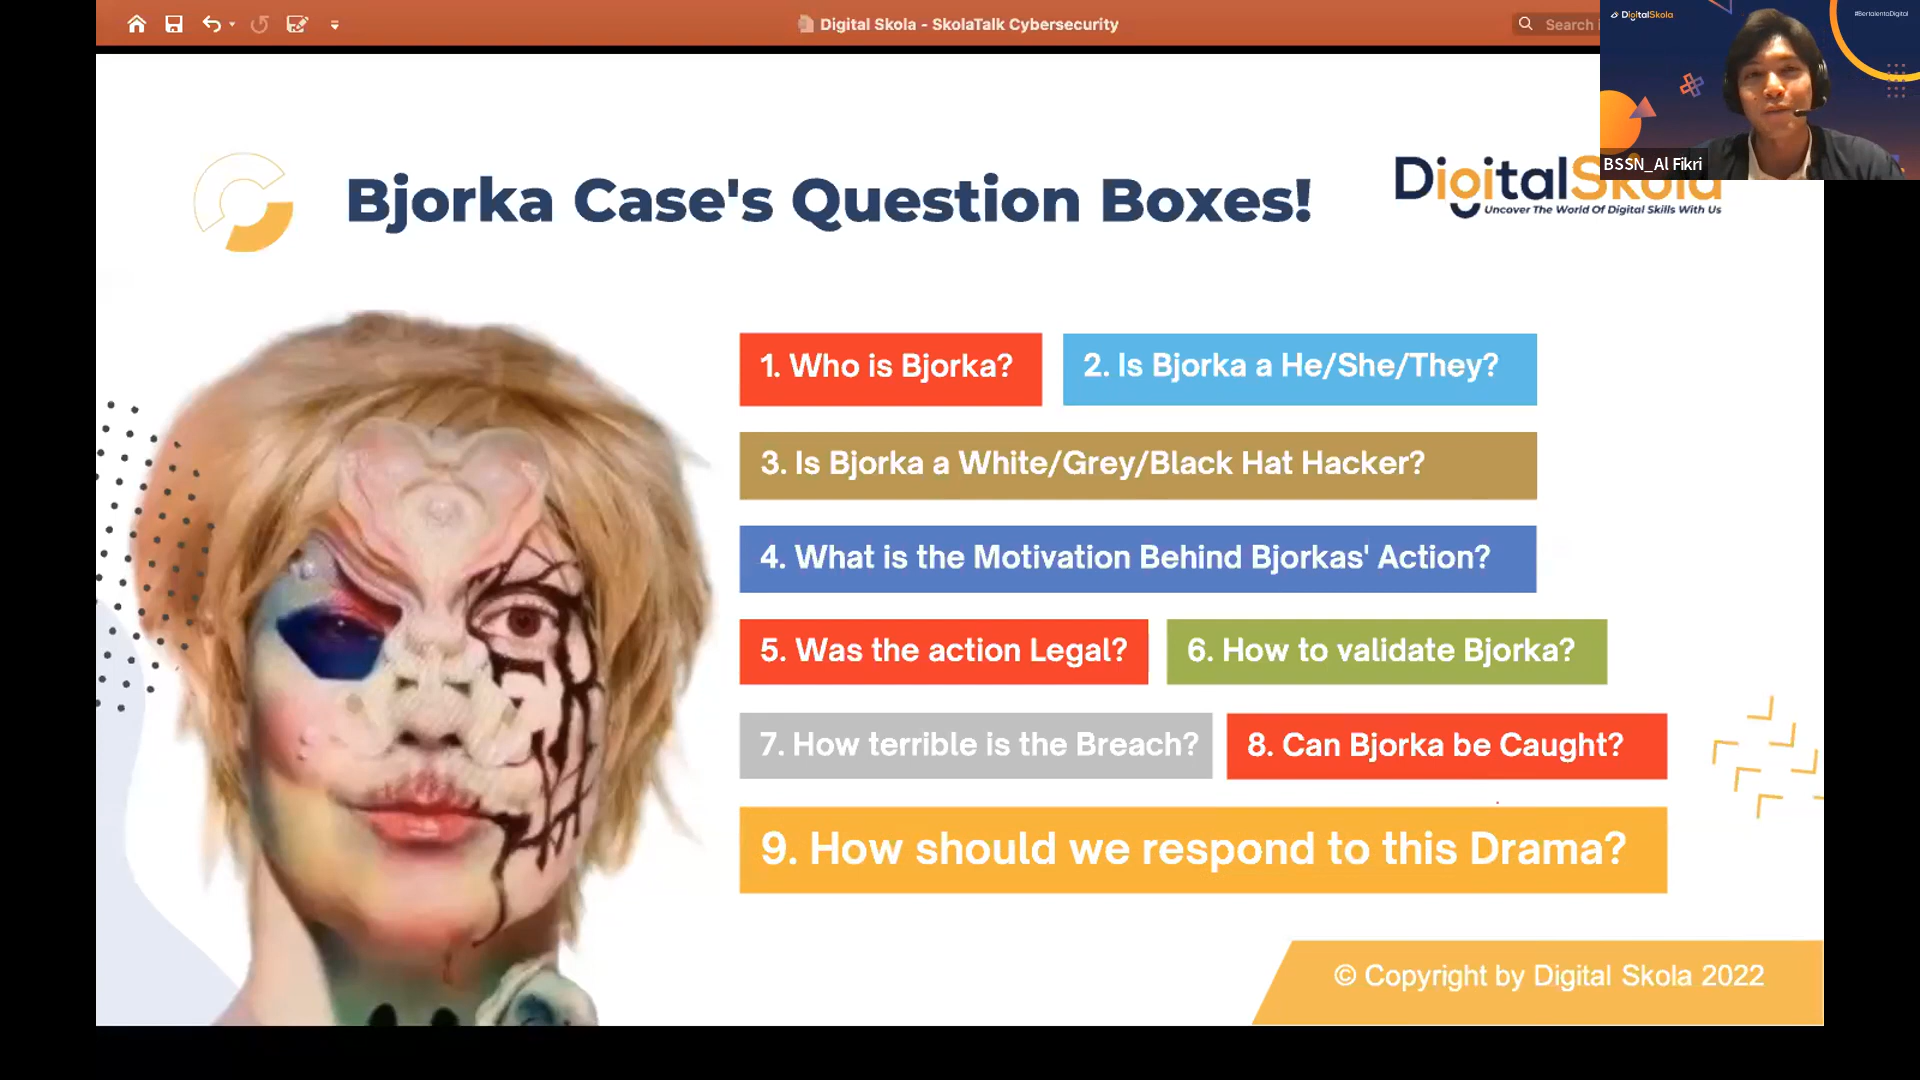 Digital Skola - SkolaTalk Cybersecurity
Search i
DigitalSkola
#BertalentaDigital
BSSN_Al Fikri
Bjorka Case's Question Boxes!
DigitalSkola
Uncover The World Of Digital Skills With Us
1. Who is Bjorka?
2. Is Bjorka a He/She/They?
3. Is Bjorka a White/Grey/Black Hat Hacker?
4. What is the Motivation Behind Bjorkas' Action?
5. Was the action Legal?
6. How to validate Bjorka?
7. How terrible is the Breach?
8. Can Bjorka be Caught?
9. How should we respond to this Drama?
© Copyright by Digital Skola 2022